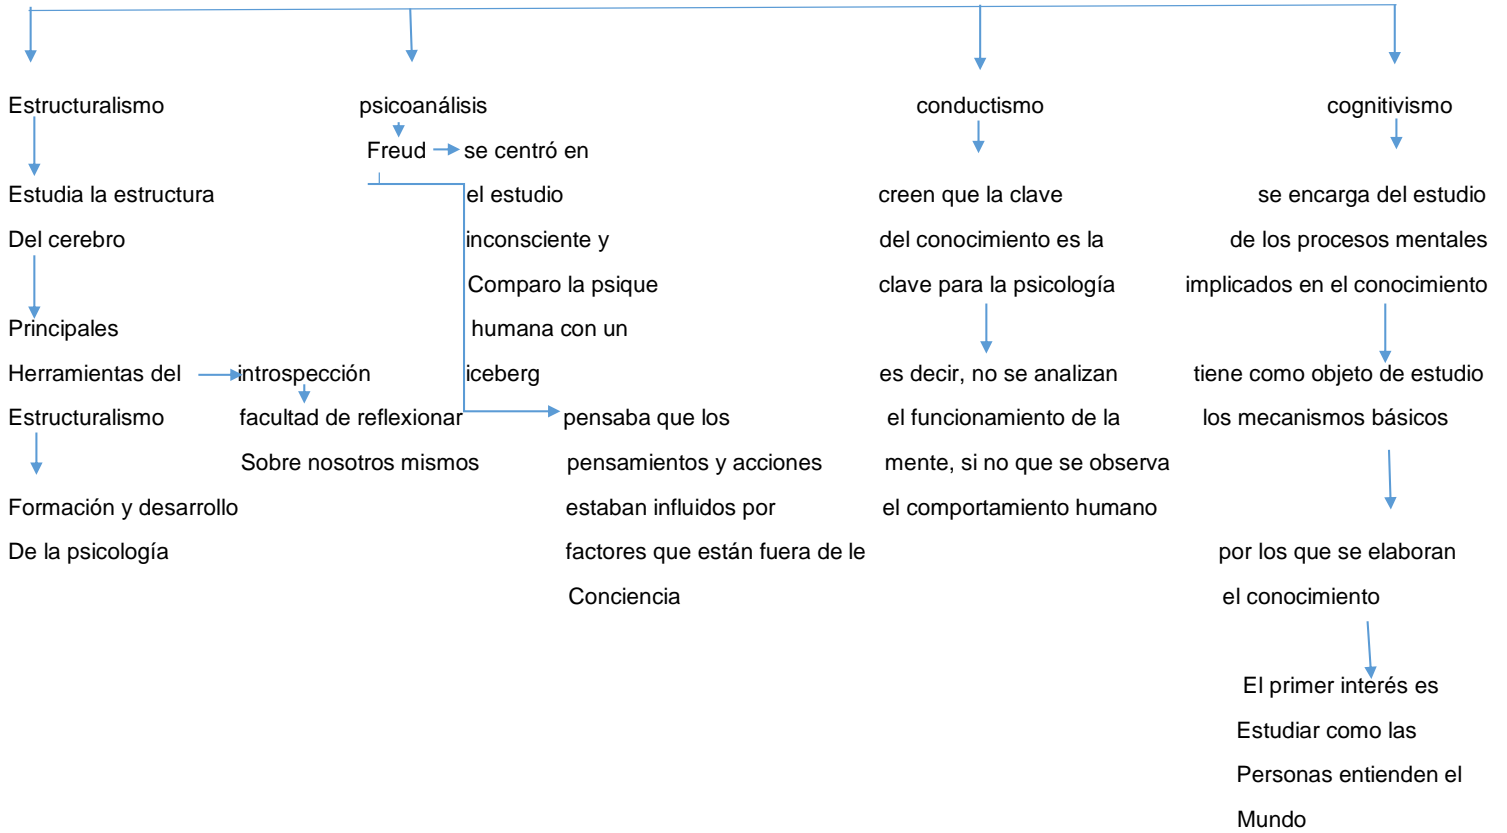 Estructuralismo
Estudia la estructura
Del cerebro
Principales
Herramientas del
Estructuralismo
Formación y desarrollo
De la psicología
introspección
facultad de reflexionar
Sobre nosotros mismos
psicoanálisis
Freud
se centró en
el estudio
inconsciente y
Comparo la psique
humana con un
iceberg
pensaba que los
pensamientos y acciones
estaban influidos por
factores que están fuera de le
Conciencia
conductismo
creen que la clave
del conocimiento es la
clave para la psicología
es decir, no se analizan
el funcionamiento de la
mente, si no que se observa
el comportamiento humano
cognitivismo
se encarga del estudio
de los procesos mentales
implicados en el conocimiento
tiene como objeto de estudio
los mecanismos básicos
por los que se elaboran
el conocimiento
El primer interés es
Estudiar como las
Personas entienden el
Mundo